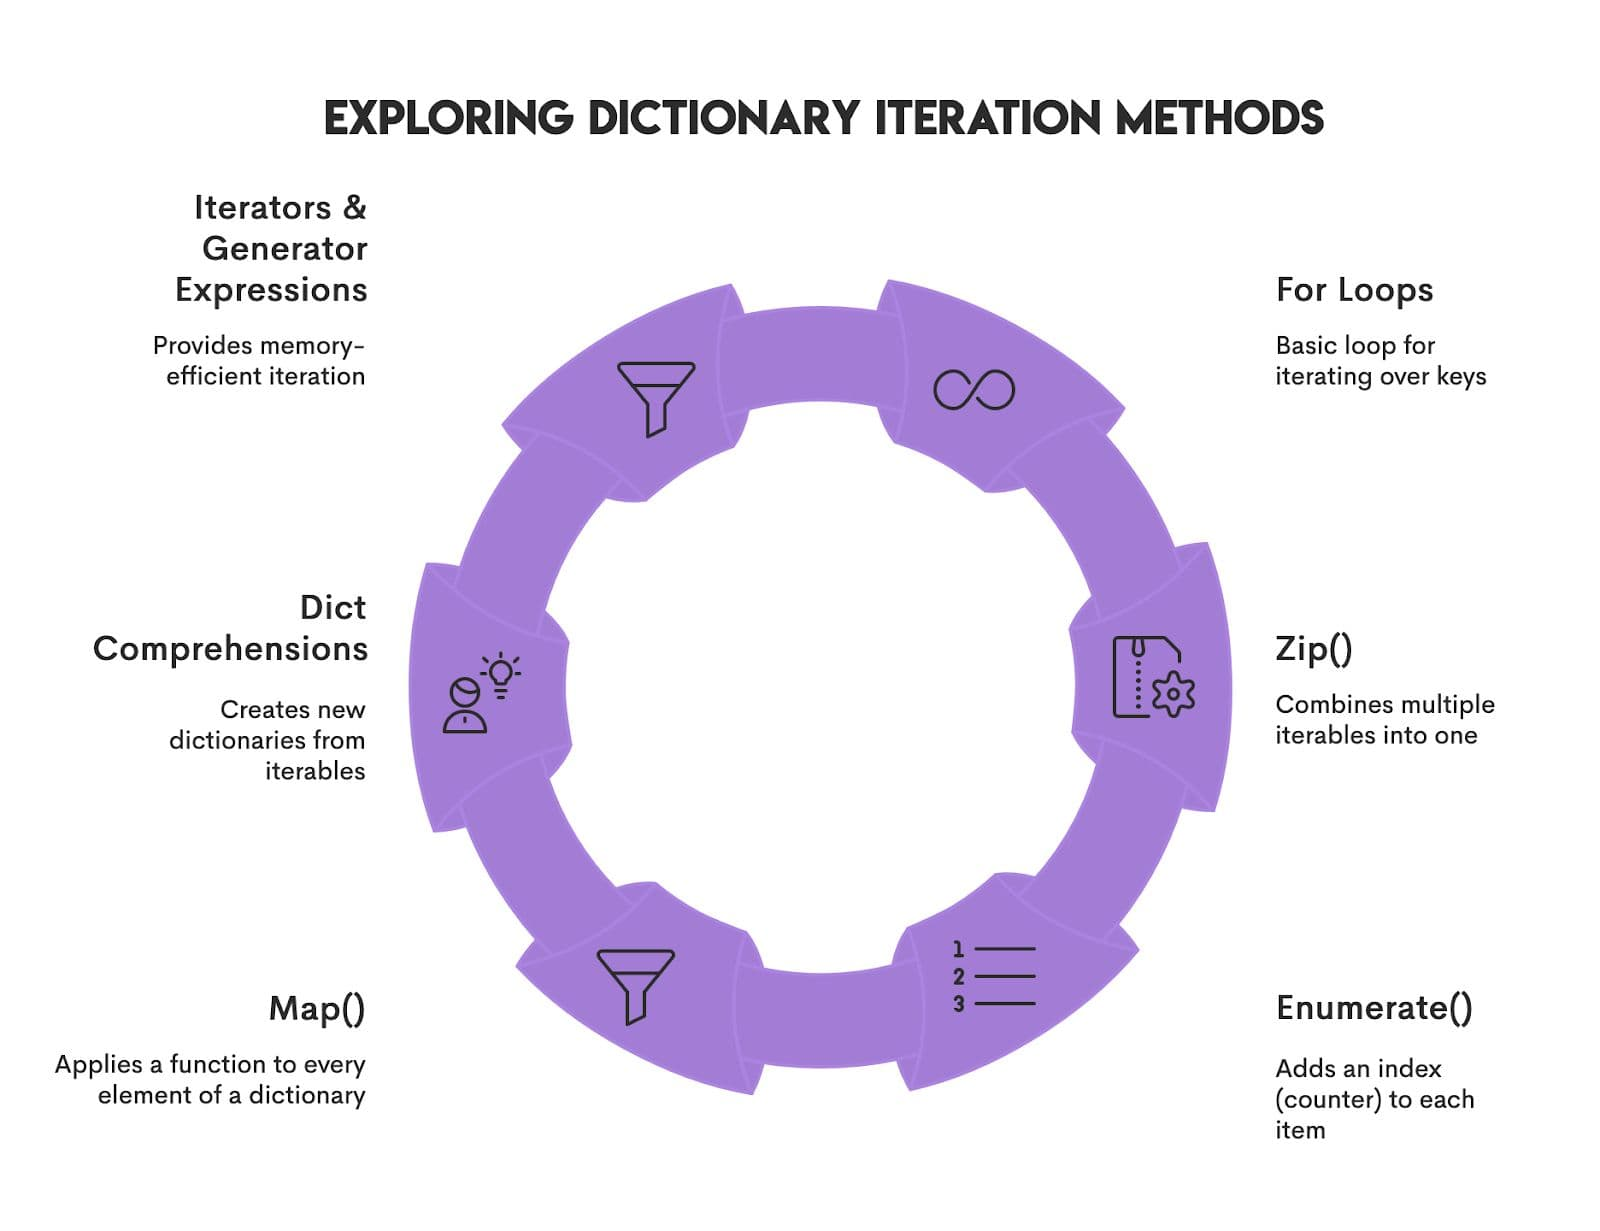 EXPLORING DICTIONARY ITERATION METHODS
Iterators &
Generator
Expressions
Provides memory-
efficient iteration
For Loops
Basic loop for
iterating over keys
Dict
Comprehensions
Creates new
dictionaries from
iterables
Zip()
Combines multiple
iterables into one
Map()
Applies a function to every
element of a dictionary
1
2
3
Enumerate()
Adds an index
(counter) to each
item